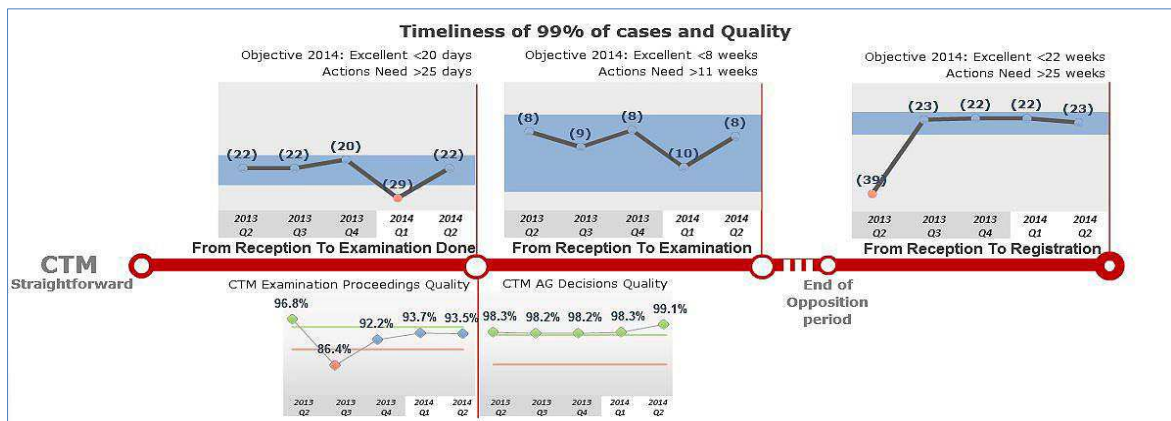 Timeliness of 99% of cases and Quality
Objective 2014: Excellent <20 days
Actions Need >25 days
(22) (22) (20) (29) (22)
2013 Q2 2013 Q3 2013 Q4 2014 Q1 2014 Q2
From Reception To Examination Done
Objective 2014: Excellent <8 weeks
Actions Need >11 weeks
(8) (9) (8) (10) (8)
2013 Q2 2013 Q3 2013 Q4 2014 Q1 2014 Q2
From Reception To Examination
Objective 2014: Excellent <22 weeks
Actions Need >25 weeks
(39) (23) (22) (22) (23)
2013 Q2 2013 Q3 2013 Q4 2014 Q1 2014 Q2
From Reception To Registration
CTM
Straightforward
End of
Opposition
period
CTM Examination Proceedings Quality
96.8% 86.4% 92.2% 93.7% 93.5%
2013 Q2 2013 Q3 2013 Q4 2014 Q1 2014 Q2
CTM AG Decisions Quality
98.3% 98.2% 98.2% 98.3% 99.1%
2013 Q2 2013 Q3 2013 Q4 2014 Q1 2014 Q2